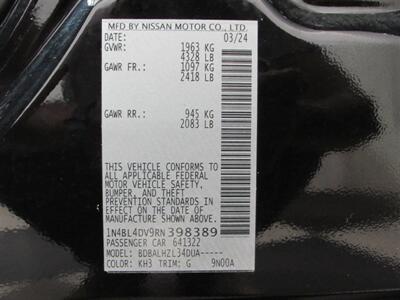 MFD BY NISSAN MOTOR CO., LTD.
DATE: 03/24
GVWR: 1963 KG
4328 LB
GAWR FR.: 1097 KG
2418 LB
GAWR RR.: 945 KG
2083 LB
THIS VEHICLE CONFORMS TO
ALL APPLICABLE FEDERAL
MOTOR VEHICLE SAFETY,
BUMPER, AND THEFT
PREVENTION STANDARDS
IN EFFECT ON THE DATE OF
MANUFACTURE SHOWN ABOVE.
1N4BL4DV9RN398389
PASSENGER CAR 641322
MODEL: BDBALHZL34DUA-----
COLOR: KH3 TRIM: G 9N00A